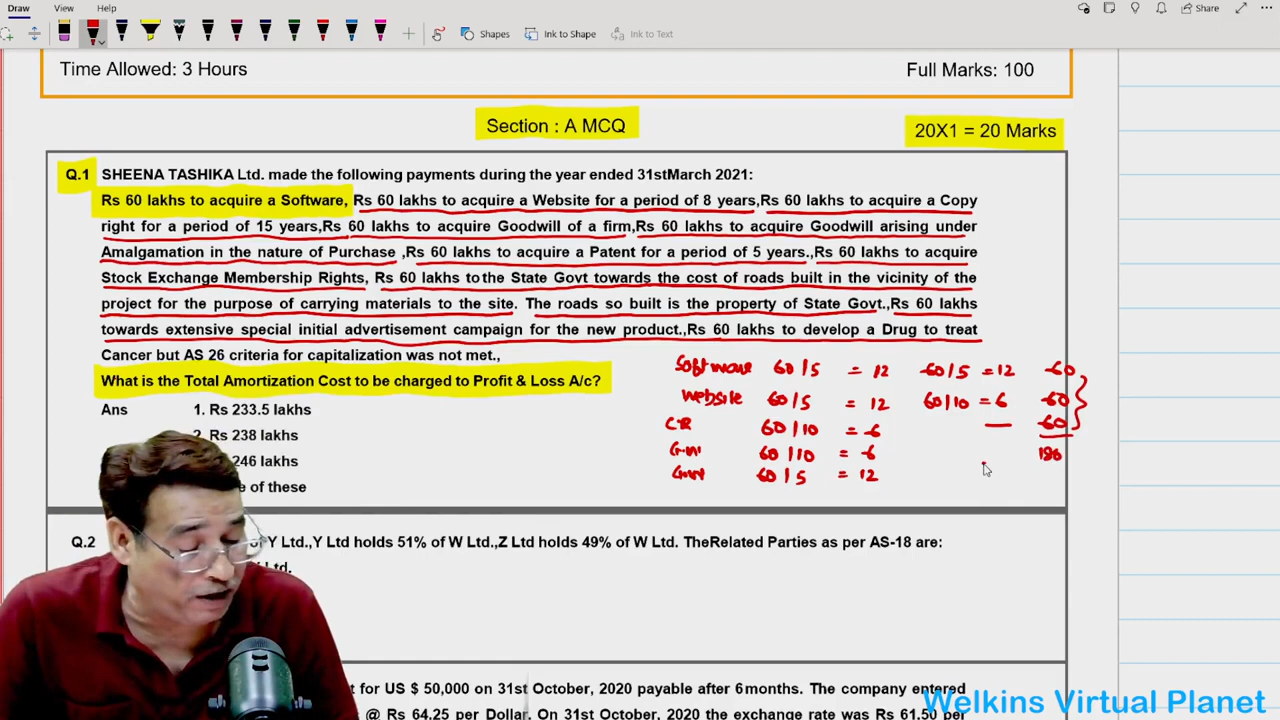 Draw View Help
Share
Shapes Ink to Shape Ink to Text
Time Allowed: 3 Hours Full Marks: 100
Section : A MCQ
20X1 = 20 Marks
Q.1 SHEENA TASHIKA Ltd. made the following payments during the year ended 31stMarch 2021:
Rs 60 lakhs to acquire a Software, Rs 60 lakhs to acquire a Website for a period of 8 years,Rs 60 lakhs to acquire a Copy
right for a period of 15 years,Rs 60 lakhs to acquire Goodwill of a firm,Rs 60 lakhs to acquire Goodwill arising under
Amalgamation in the nature of Purchase ,Rs 60 lakhs to acquire a Patent for a period of 5 years.,Rs 60 lakhs to acquire
Stock Exchange Membership Rights, Rs 60 lakhs to the State Govt towards the cost of roads built in the vicinity of the
project for the purpose of carrying materials to the site. The roads so built is the property of State Govt.,Rs 60 lakhs
towards extensive special initial advertisement campaign for the new product.,Rs 60 lakhs to develop a Drug to treat
Cancer but AS 26 criteria for capitalization was not met.,
What is the Total Amortization Cost to be charged to Profit & Loss A/c?
Software 60/5 = 12 60/5 = 12 -60
Website 60/5 = 12 60/10 = 6 -60
CR 60/10 = 6 — -60
G.W 60/10 = 6 180
G.W 60/5 = 12
Ans 1. Rs 233.5 lakhs
2. Rs 238 lakhs
246 lakhs
e of these
Q.2 Y Ltd.,Y Ltd holds 51% of W Ltd.,Z Ltd holds 49% of W Ltd. TheRelated Parties as per AS-18 are:
Ltd.
t for US $ 50,000 on 31st October, 2020 payable after 6 months. The company entered
@ Rs 64.25 per Dollar. On 31st October, 2020 the exchange rate was Rs 61.50 per
Welkins Virtual Planet